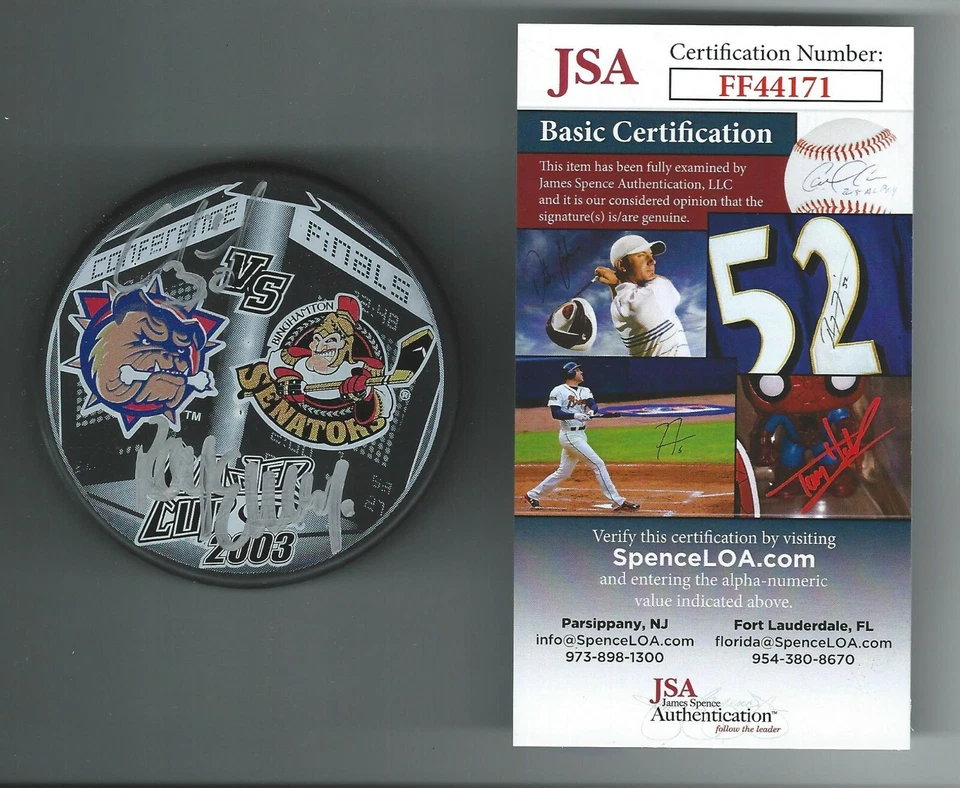 Conference
Finals
VS
BINGHAMTON
SENATORS
®
TM
2003
JSA
Certification Number:
FF44171
Basic Certification
This item has been fully examined by
James Spence Authentication, LLC
and it is our considered opinion that the
signature(s) is/are genuine.
52
Verify this certification by visiting
SpenceLOA.com
and entering the alpha-numeric
value indicated above.
Parsippany, NJ
info@SpenceLOA.com
973-898-1300
Fort Lauderdale, FL
florida@SpenceLOA.com
954-380-8670
JSA
James Spence
Authentication™
follow the leader